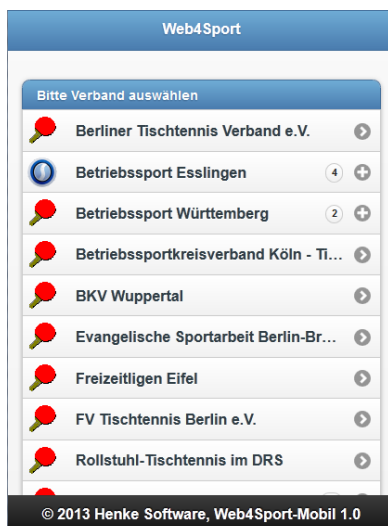 Web4Sport
Bitte Verband auswählen
Berliner Tischtennis Verband e.V.
Betriebssport Esslingen 4
Betriebssport Württemberg 2
Betriebssportkreisverband Köln - Ti...
BKV Wuppertal
Evangelische Sportarbeit Berlin-Br...
Freizeitligen Eifel
FV Tischtennis Berlin e.V.
Rollstuhl-Tischtennis im DRS
© 2013 Henke Software, Web4Sport-Mobil 1.0